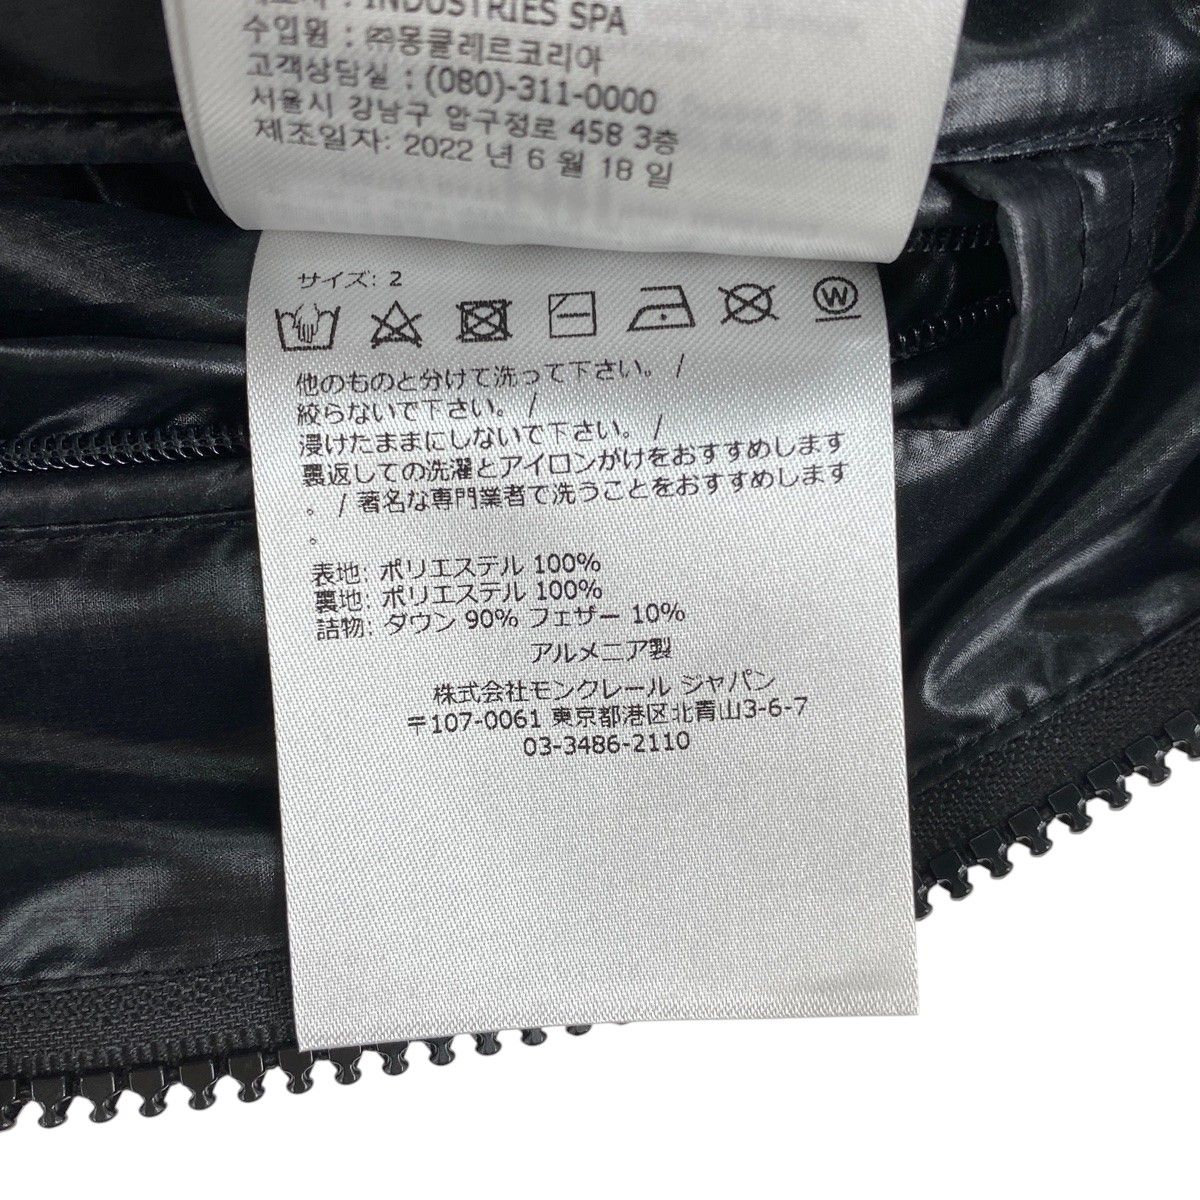 INDUSTRIES SPA
수입원 : ㈜몽클레르코리아
고객상담실 : (080)-311-0000
서울시 강남구 압구정로 458 3층
제조일자: 2022 년 6 월 18 일
サイズ: 2
W
他のものと分けて洗って下さい。 /
絞らないで下さい。 /
浸けたままにしないで下さい。 /
裏返しての洗濯とアイロンがけをおすすめします
。 / 著名な専門業者で洗うことをおすすめします
。
表地: ポリエステル 100%
裏地: ポリエステル 100%
詰物: ダウン 90% フェザー 10%
アルメニア製
株式会社モンクレール ジャパン
〒107-0061 東京都港区北青山3-6-7
03-3486-2110